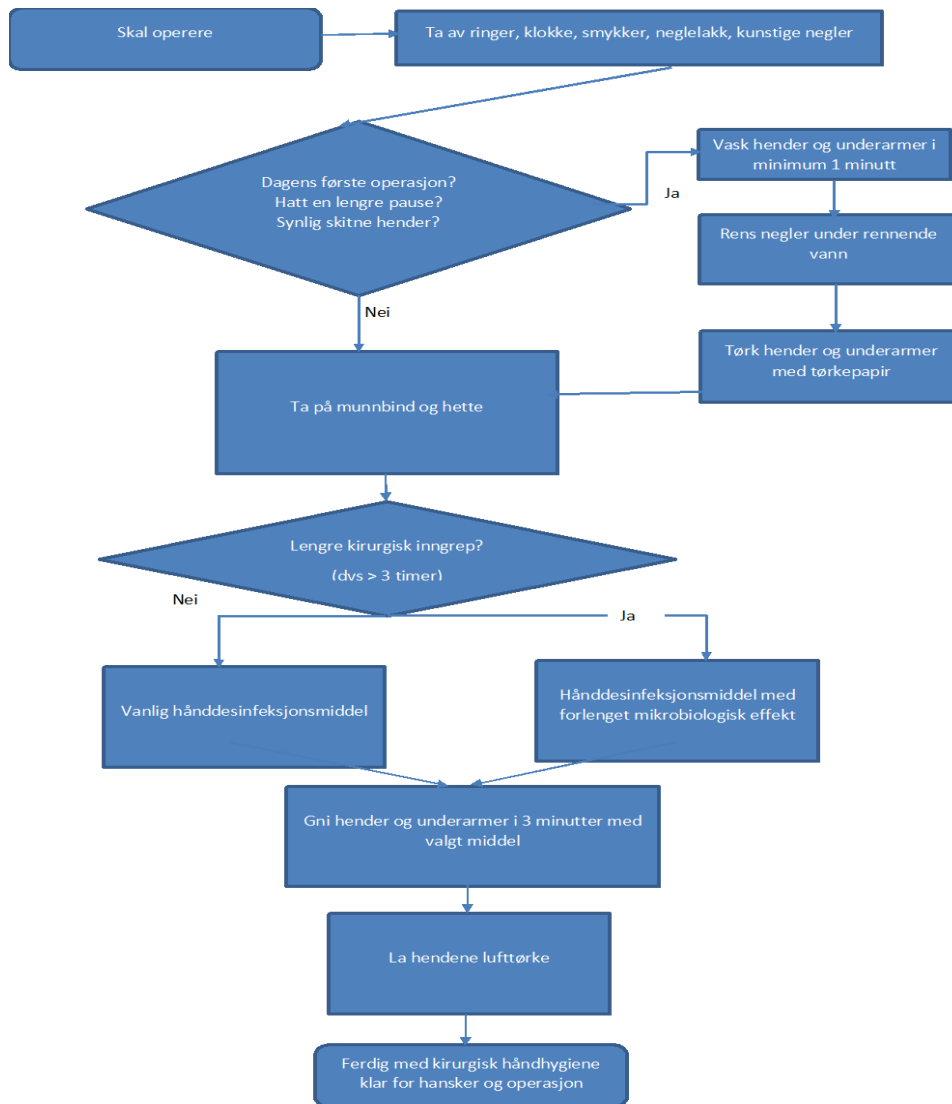 Skal operere
Ta av ringer, klokke, smykker, neglelakk, kunstige negler
Dagens første operasjon?
Hatt en lengre pause?
Synlig skitne hender?
Ja
Vask hender og underarmer i
minimum 1 minutt
Rens negler under rennende
vann
Tørk hender og underarmer
med tørkepapir
Nei
Ta på munnbind og hette
Lengre kirurgisk inngrep?
(dvs > 3 timer)
Nei
Ja
Vanlig hånddesinfeksjonsmiddel
Hånddesinfeksjonsmiddel med
forlenget mikrobiologisk effekt
Gni hender og underarmer i 3 minutter med
valgt middel
La hendene lufttørke
Ferdig med kirurgisk håndhygiene
klar for hansker og operasjon